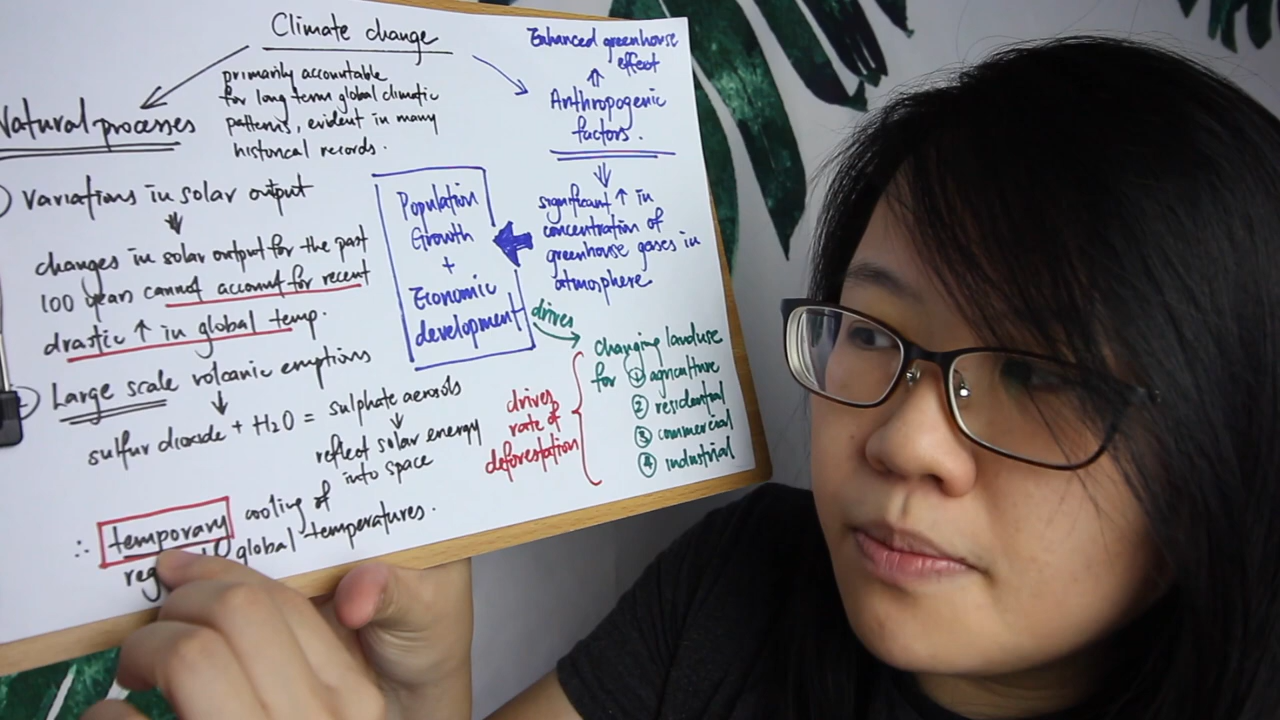 Climate change
primarily accountable
for long term global climatic
patterns, evident in many
historical records.
Natural processes
① Variations in solar output
changes in solar output for the past
100 years cannot account for recent
drastic ↑ in global temp.
② Large scale volcanic eruptions
sulfur dioxide + H2O = sulphate aerosols
reflect solar energy
into space
∴ temporary cooling of
global temperatures.
Enhanced greenhouse
effect
⇑
Anthropogenic
factors.
⇓
significant ↑ in
concentration of
greenhouse gases in
atmosphere
Population
Growth
+
Economic
development
drives
changing landuse
for ① agriculture
② residential
③ commercial
④ industrial
drives
rate of
deforestation